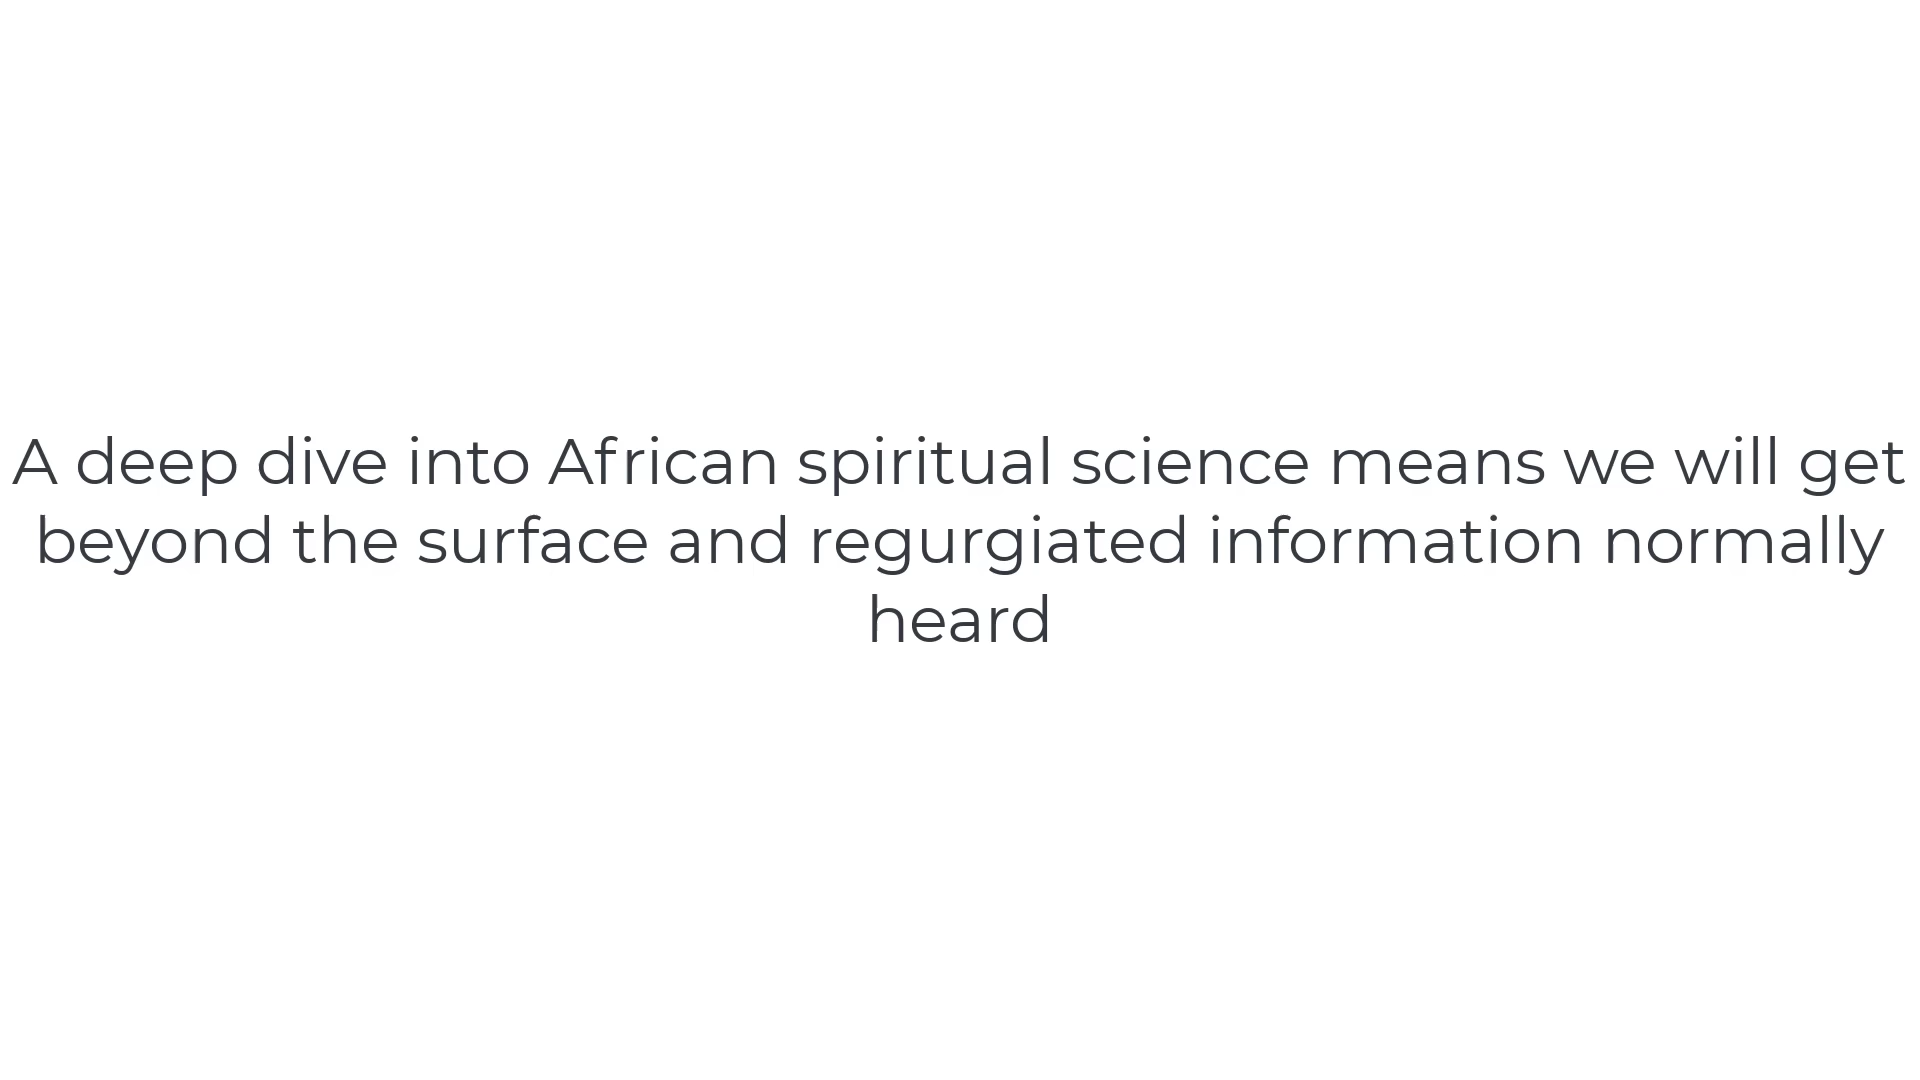 A deep dive into African spiritual science means we will get
beyond the surface and regurgiated information normally
heard